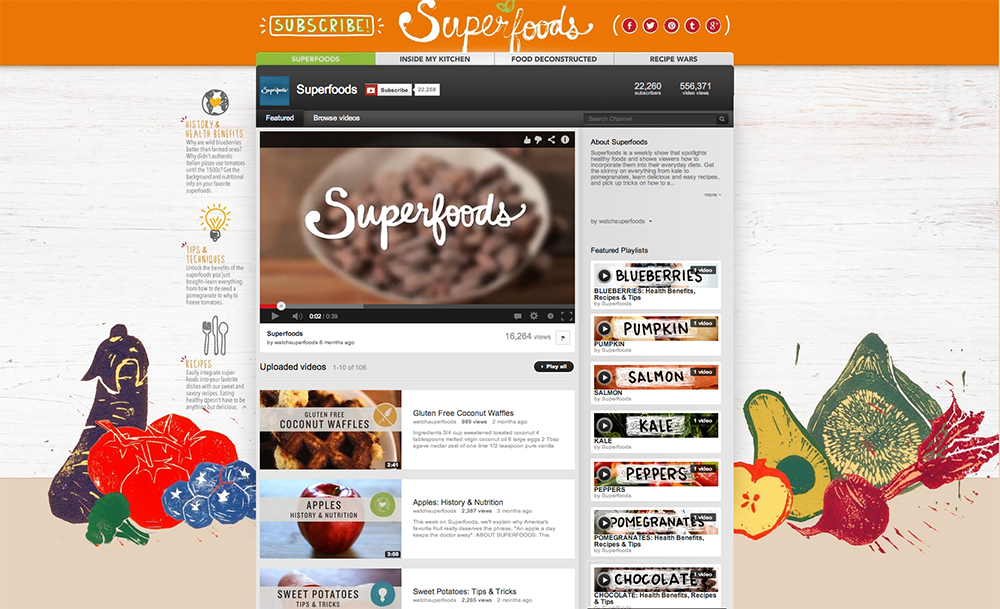 SUBSCRIBE!
Superfoods
SUPERFOODS
INSIDE MY KITCHEN
FOOD DECONSTRUCTED
RECIPE WARS
Superfoods
Superfoods
Subscribe
22,258
22,260
subscribers
556,371
video views
Featured
Browse videos
Search Channel
HISTORY &
HEALTH BENEFITS
Why are wild blueberries
better than farmed ones?
Why didn't authentic
Italian pizzas use tomatoes
until the 1500s? Get the
background and nutritional
info on your favorite
superfoods.
TIPS &
TECHNIQUES
Unlock the benefits of
the superfoods you just
bought–learn everything
from how to de-seed a
pomegranate to why to
freeze tomatoes.
RECIPES
Easily integrate super-
foods into your favorite
dishes with our sweet and
savory recipes. Eating
healthy doesn't have to be
anything but delicious.
Superfoods
0:02 / 0:39
Superfoods
by watchsuperfoods 6 months ago
16,264 views
Uploaded videos
1-10 of 106
Play all
GLUTEN FREE
COCONUT WAFFLES
2:41
Gluten Free Coconut Waffles
watchsuperfoods 989 views 2 months ago
Ingredients 3/4 cup sweetened toasted coconut 4
tablespoons melted virgin coconut oil 6 large eggs 2 Tbsp
agave nectar zest of one lime 1/2 teaspoon pure vanilla
APPLES
HISTORY & NUTRITION
3:50
Apples: History & Nutrition
watchsuperfoods 2,387 views 2 months ago
This week on Superfoods, we'll explain why America's
favorite fruit really deserves the phrase, "An apple a day
keeps the doctor away". ABOUT SUPERFOODS: This
SWEET POTATOES
TIPS & TRICKS
Sweet Potatoes: Tips & Tricks
watchsuperfoods 2,265 views 2 months ago
About Superfoods
Superfoods is a weekly show that spotlights
healthy foods and shows viewers how to
incorporate them into their everyday diets. Get
the skinny on everything from kale to
pomegranates, learn delicious and easy recipes,
and pick up tricks on how to a...
more
by watchsuperfoods
Featured Playlists
BLUEBERRIES
1 video
BLUEBERRIES: Health Benefits,
Recipes & Tips
by Superfoods
PUMPKIN
1 video
PUMPKIN
by Superfoods
SALMON
1 video
SALMON
by Superfoods
KALE
1 video
KALE
by Superfoods
PEPPERS
1 video
PEPPERS
by Superfoods
POMEGRANATES
1 video
POMEGRANATES: Health Benefits,
Recipes & Tips
by Superfoods
CHOCOLATE
1 video
CHOCOLATE: Health Benefits,
Recipes & Tips
by Superfoods